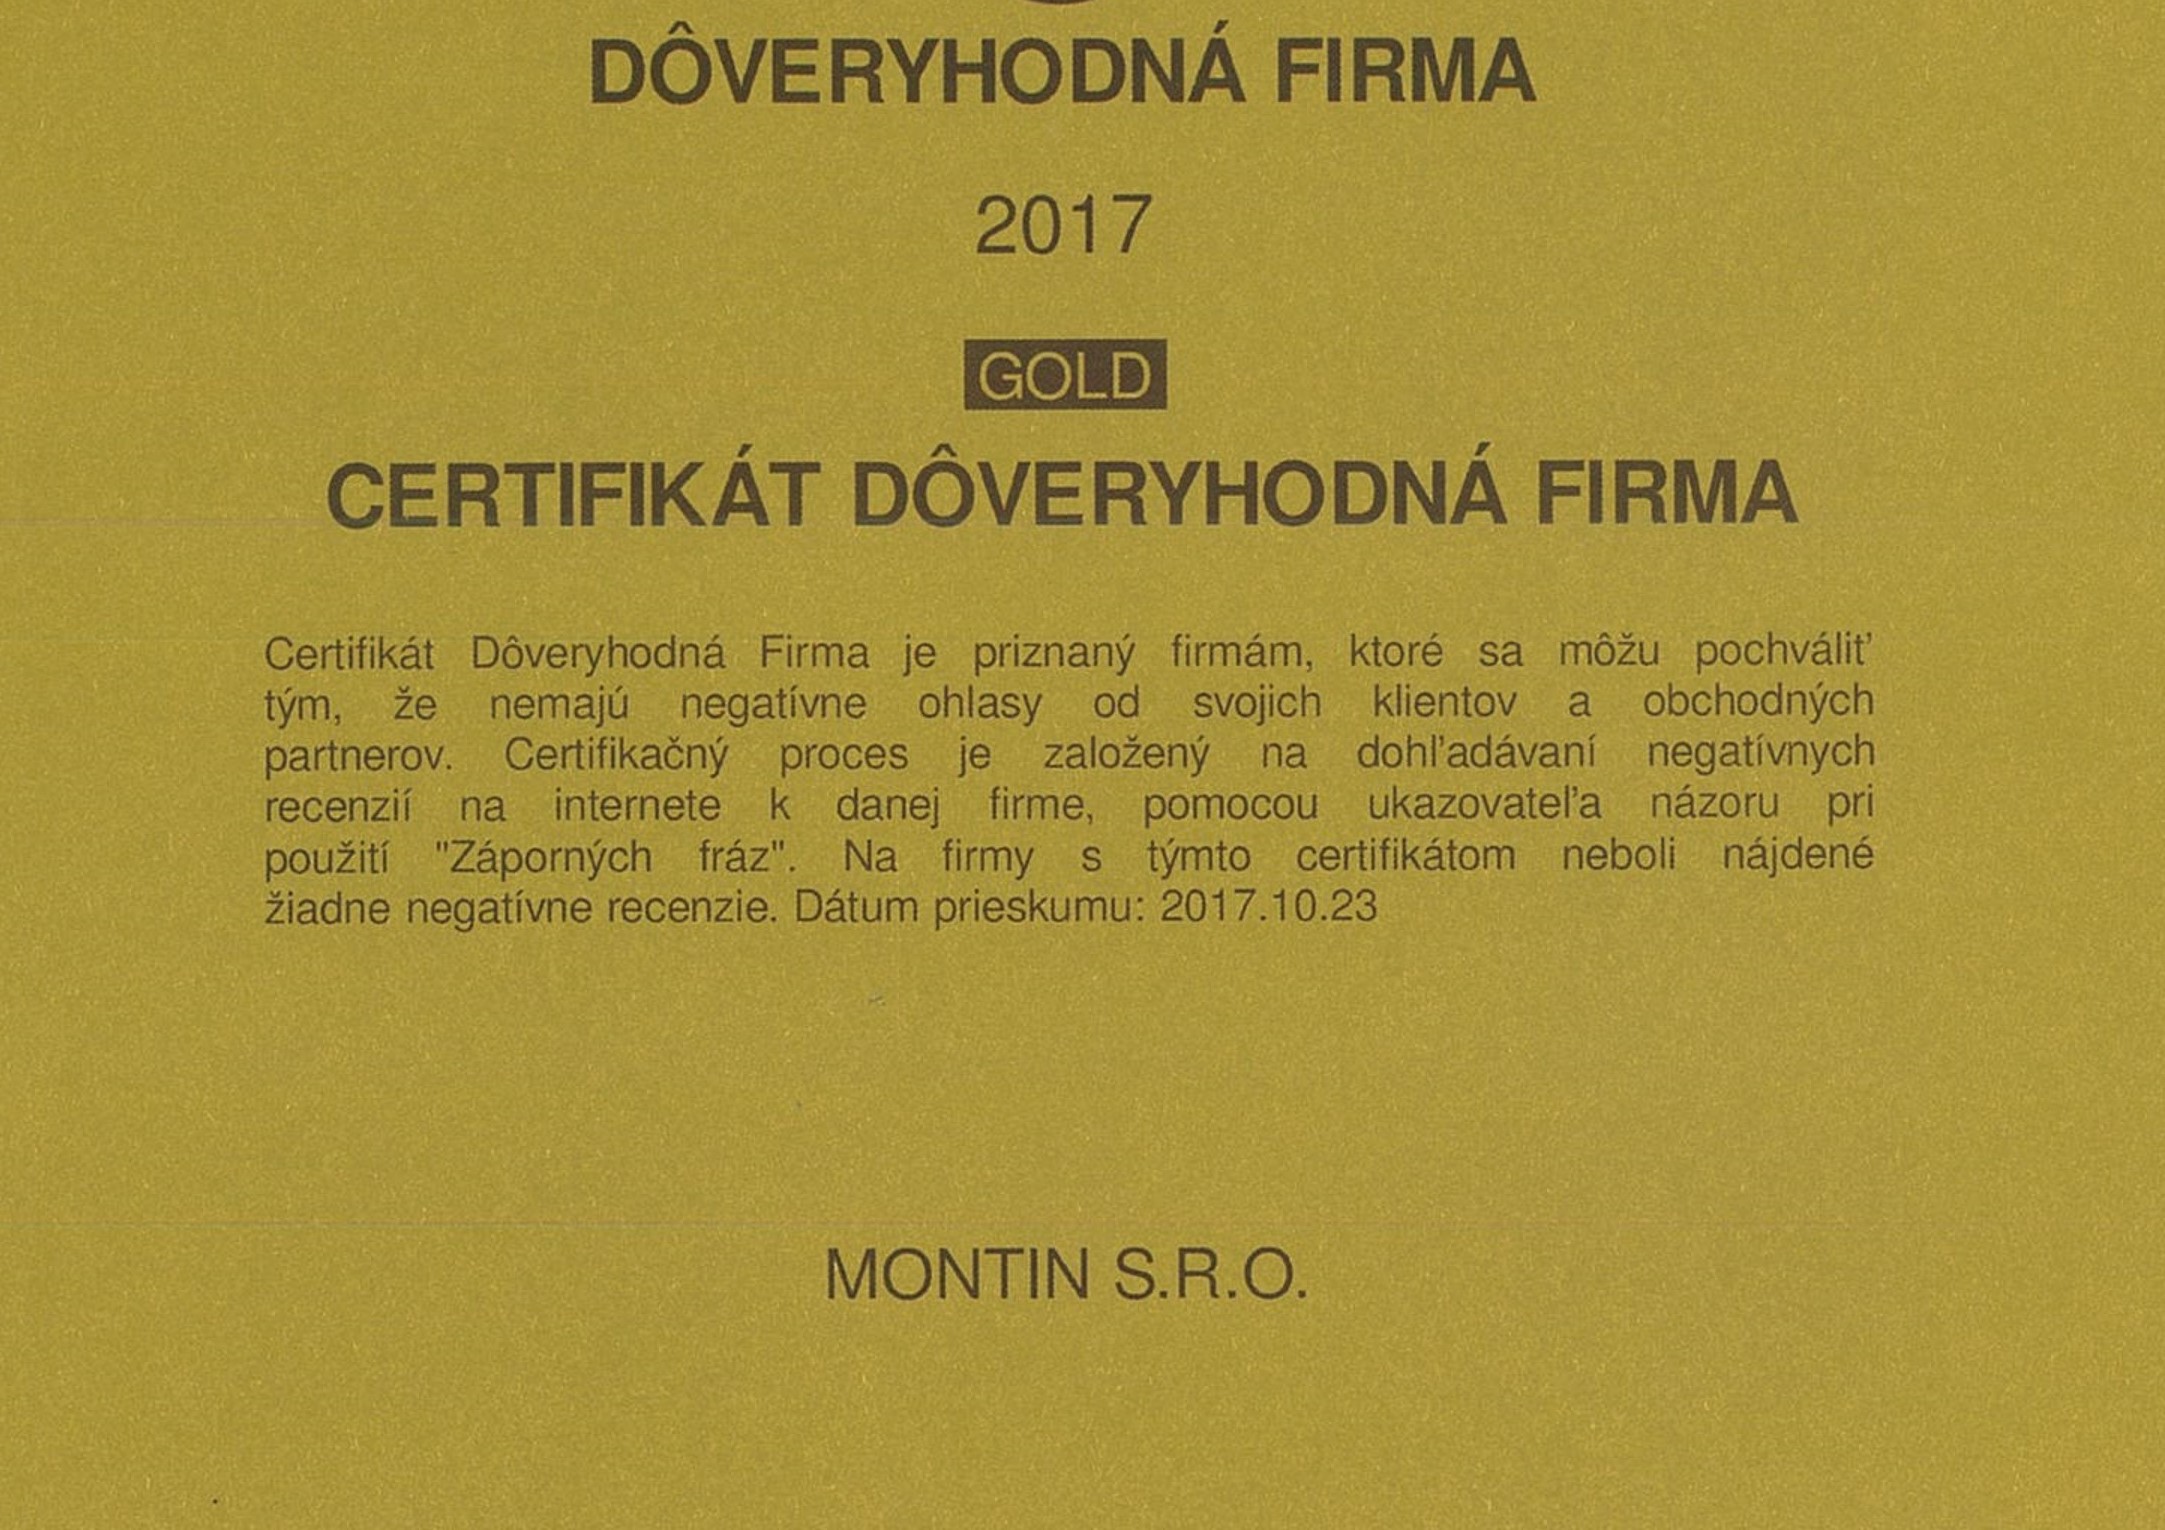 DÔVERYHODNÁ FIRMA
2017
GOLD
CERTIFIKÁT DÔVERYHODNÁ FIRMA
Certifikát Dôveryhodná Firma je priznaný firmám, ktoré sa môžu pochváliť
tým, že nemajú negatívne ohlasy od svojich klientov a obchodných
partnerov. Certifikačný proces je založený na dohľadávaní negatívnych
recenzií na internete k danej firme, pomocou ukazovateľa názoru pri
použití "Záporných fráz". Na firmy s týmto certifikátom neboli nájdené
žiadne negatívne recenzie. Dátum prieskumu: 2017.10.23
MONTIN S.R.O.